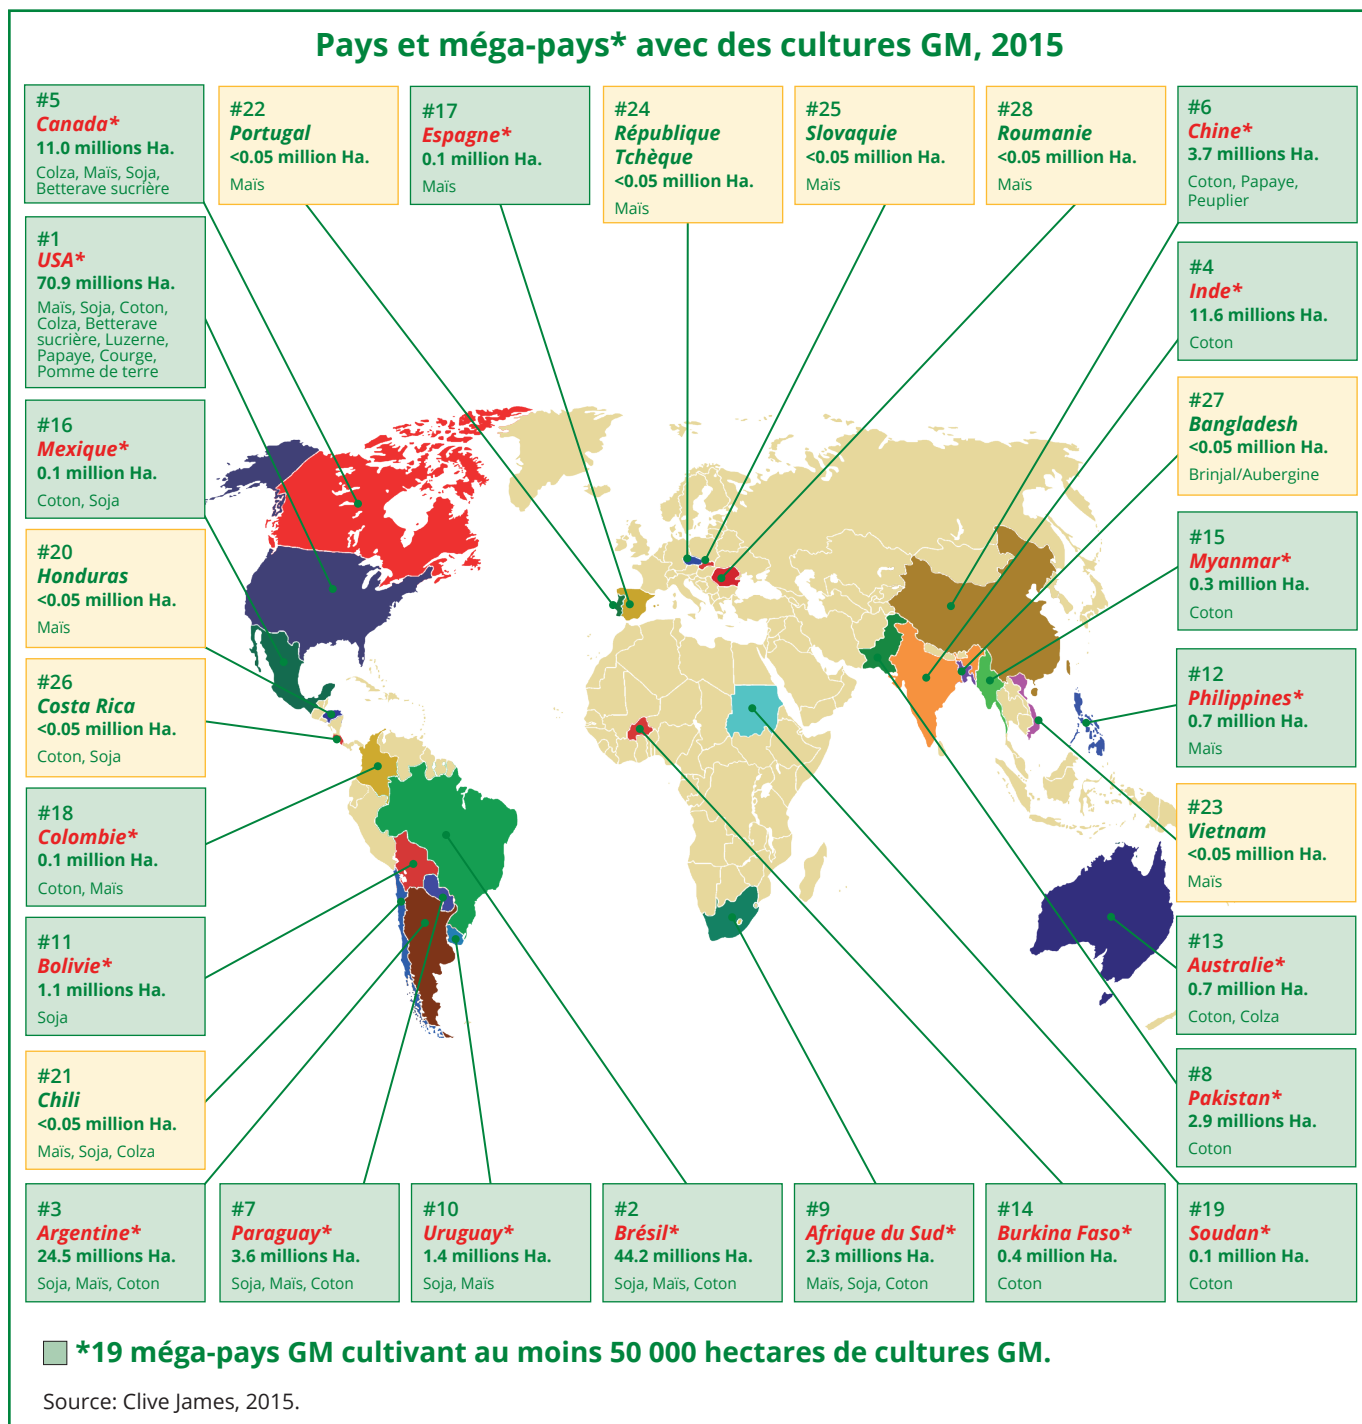 Pays et méga-pays* avec des cultures GM, 2015
#5
Canada*
11.0 millions Ha.
Colza, Maïs, Soja,
Betterave sucrière
#22
Portugal
<0.05 million Ha.
Maïs
#17
Espagne*
0.1 million Ha.
Maïs
#24
République
Tchèque
<0.05 million Ha.
Maïs
#25
Slovaquie
<0.05 million Ha.
Maïs
#28
Roumanie
<0.05 million Ha.
Maïs
#6
Chine*
3.7 millions Ha.
Coton, Papaye,
Peuplier
#1
USA*
70.9 millions Ha.
Maïs, Soja, Coton,
Colza, Betterave
sucrière, Luzerne,
Papaye, Courge,
Pomme de terre
#4
Inde*
11.6 millions Ha.
Coton
#27
Bangladesh
<0.05 million Ha.
Brinjal/Aubergine
#16
Mexique*
0.1 million Ha.
Coton, Soja
#15
Myanmar*
0.3 million Ha.
Coton
#20
Honduras
<0.05 million Ha.
Maïs
#12
Philippines*
0.7 million Ha.
Maïs
#26
Costa Rica
<0.05 million Ha.
Coton, Soja
#23
Vietnam
<0.05 million Ha.
Maïs
#18
Colombie*
0.1 million Ha.
Coton, Maïs
#13
Australie*
0.7 million Ha.
Coton, Colza
#11
Bolivie*
1.1 millions Ha.
Soja
#8
Pakistan*
2.9 millions Ha.
Coton
#21
Chili
<0.05 million Ha.
Maïs, Soja, Colza
#3
Argentine*
24.5 millions Ha.
Soja, Maïs, Coton
#7
Paraguay*
3.6 millions Ha.
Soja, Maïs, Coton
#10
Uruguay*
1.4 millions Ha.
Soja, Maïs
#2
Brésil*
44.2 millions Ha.
Soja, Maïs, Coton
#9
Afrique du Sud*
2.3 millions Ha.
Maïs, Soja, Coton
#14
Burkina Faso*
0.4 million Ha.
Coton
#19
Soudan*
0.1 million Ha.
Coton
*19 méga-pays GM cultivant au moins 50 000 hectares de cultures GM.
Source: Clive James, 2015.